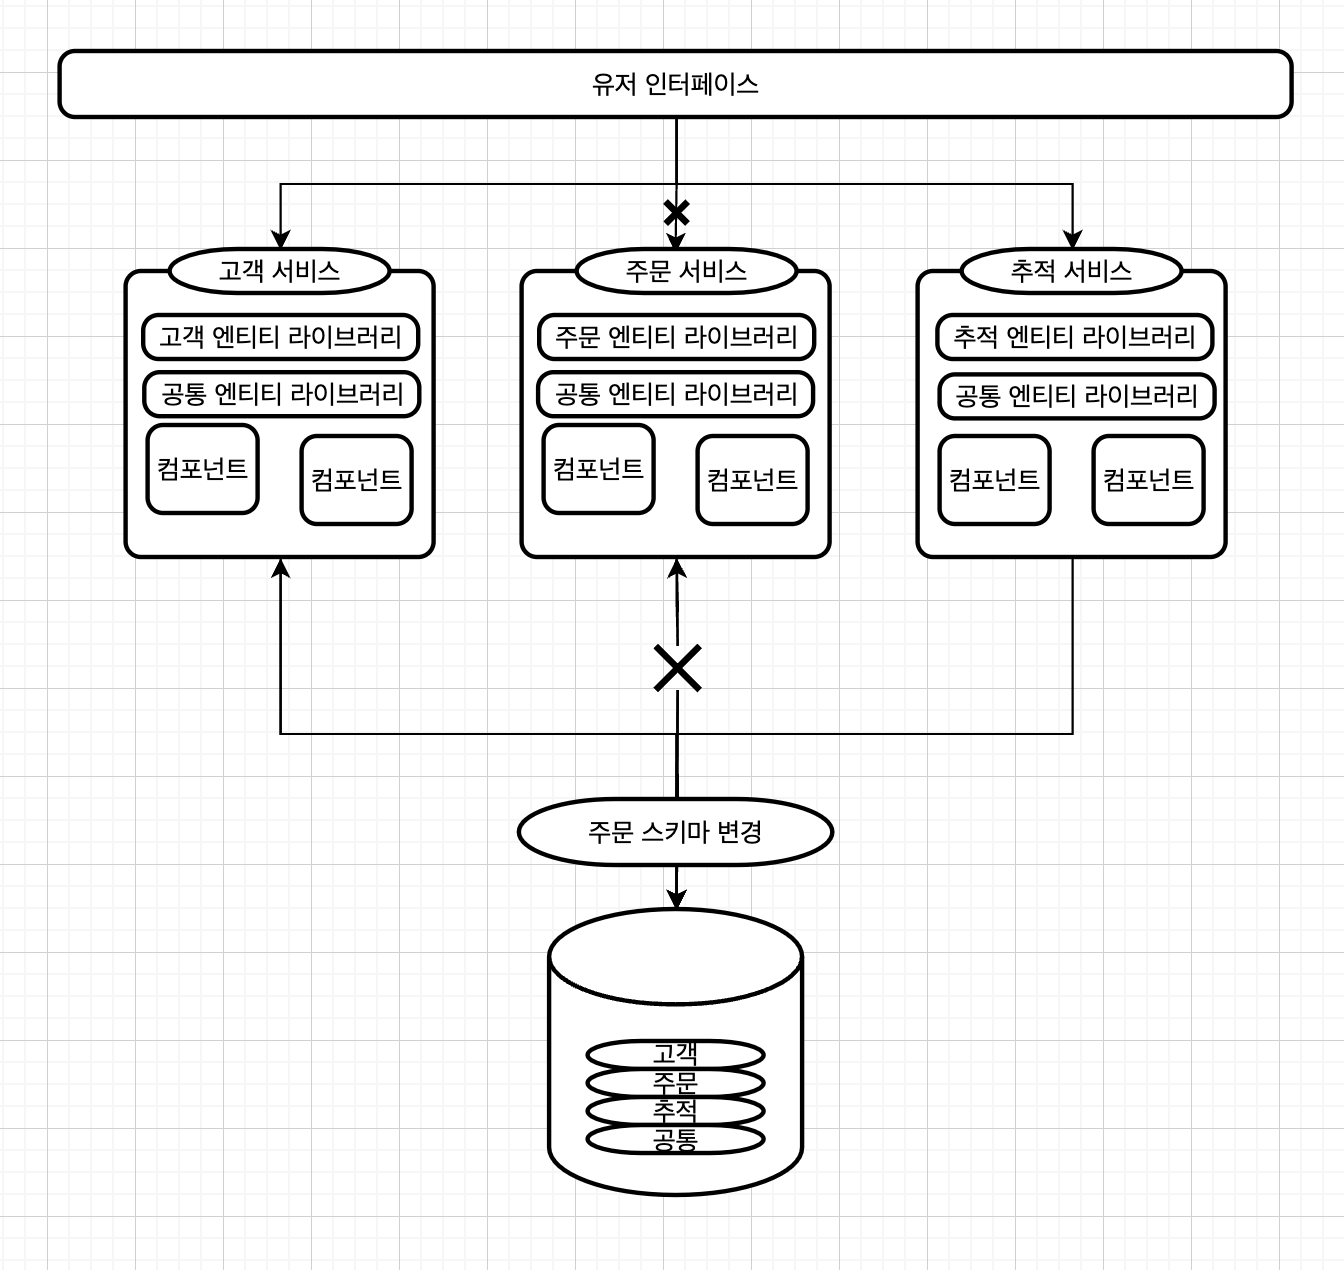 유저 인터페이스
고객 서비스
주문 서비스
추적 서비스
고객 엔티티 라이브러리
주문 엔티티 라이브러리
추적 엔티티 라이브러리
공통 엔티티 라이브러리
공통 엔티티 라이브러리
공통 엔티티 라이브러리
컴포넌트
컴포넌트
컴포넌트
컴포넌트
컴포넌트
컴포넌트
주문 스키마 변경
고객
주문
추적
공통